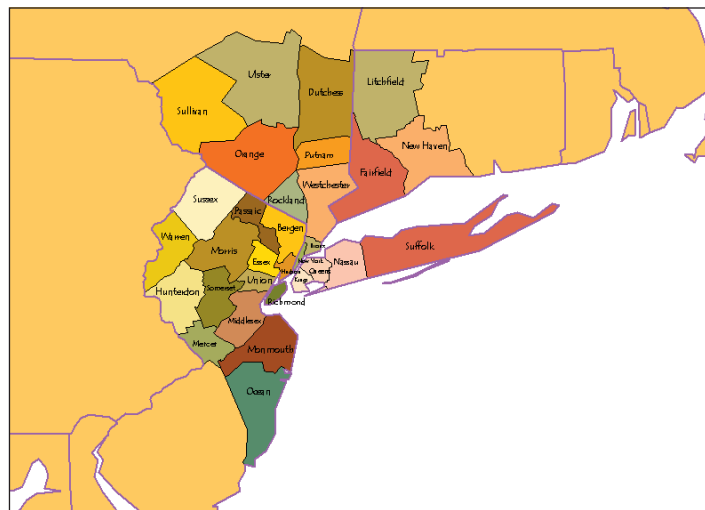 Ulster
Litchfield
Dutchess
Sullivan
New Haven
Orange
Putnam
Fairfield
Westchester
Sussex
Rockland
Passaic
Bergen
Warren
Bronx
Suffolk
Morris
Essex
New York
Nassau
Hudson
Queens
Hunterdon
Somerset
Union
Kings
Richmond
Middlesex
Mercer
Monmouth
Ocean